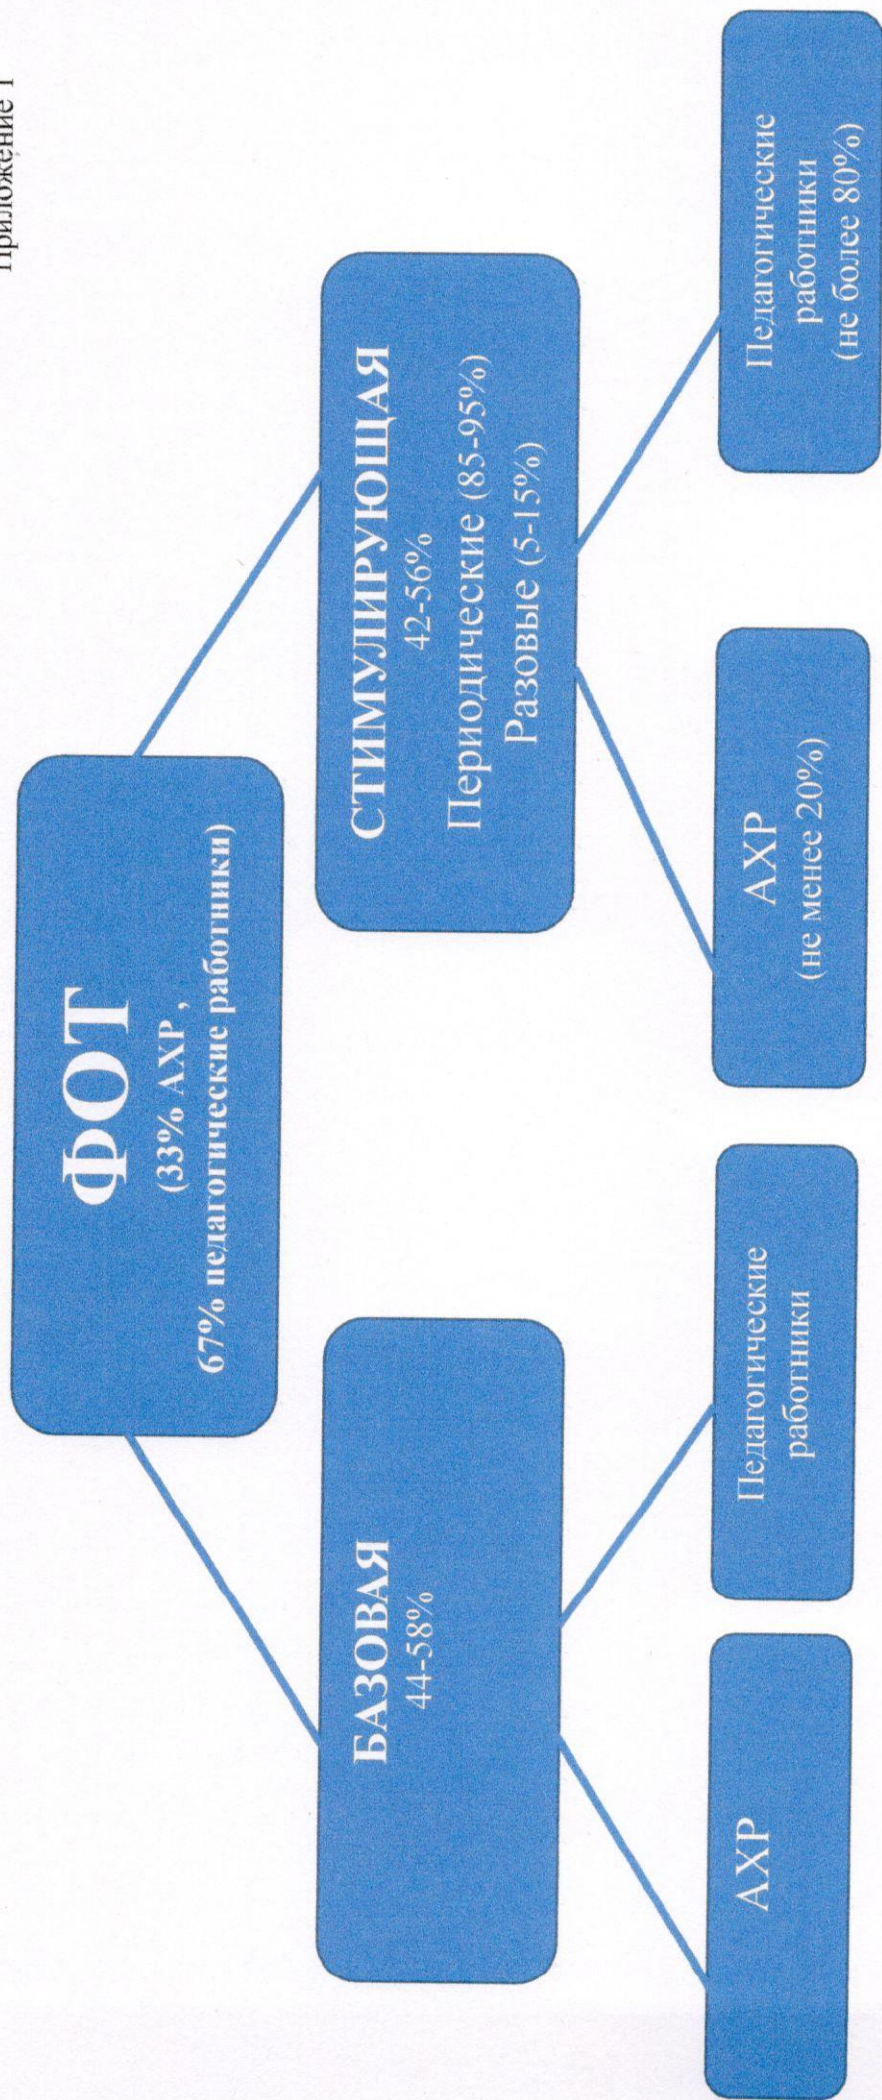 Приложение 1
ФОТ
(33% АХР ,
67% педагогические работники)
БАЗОВАЯ
44-58%
СТИМУЛИРУЮЩАЯ
42-56%
Периодические (85-95%)
Разовые (5-15%)
АХР
Педагогические
работники
АХР
(не менее 20%)
Педагогические
работники
(не более 80%)